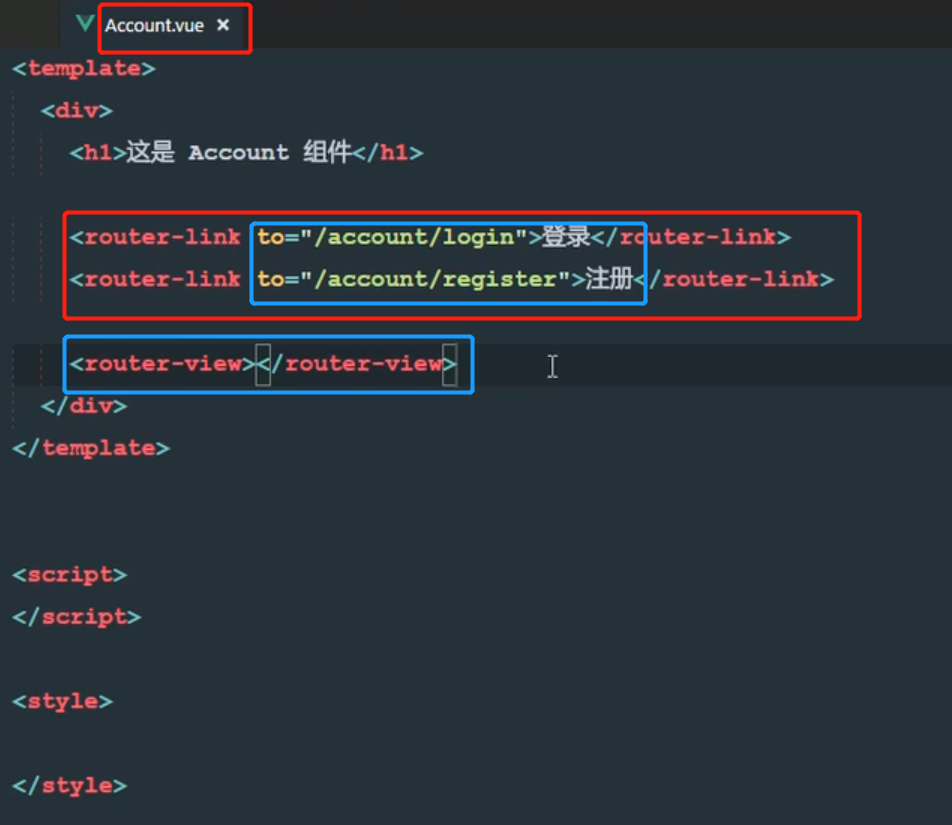 Account.vue ×
<template>
<div>
<h1>这是 Account 组件</h1>
<router-link to="/account/login">登录</router-link>
<router-link to="/account/register">注册</router-link>
<router-view></router-view>
</div>
</template>
<script>
</script>
<style>
</style>